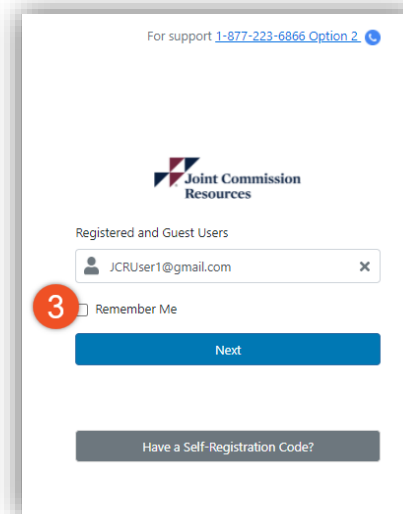 For support 1-877-223-6866 Option 2
Joint Commission
Resources
Registered and Guest Users
JCRUser1@gmail.com
3
Remember Me
Next
Have a Self-Registration Code?